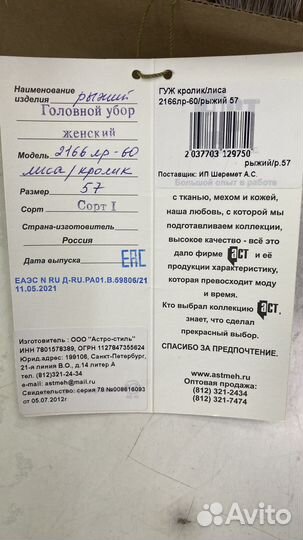 Наименование
изделия рыжий
Головной убор
женский
Модель 2166 лр-60
лиса/кролик
Размер 57
Сорт Сорт I
Страна-изготовитель
Россия
Дата выпуска ЕАС
ЕАЭС N RU Д-RU.РА01.В.59806/21
11.05.2021
Изготовитель : ООО "Астро-стиль"
ИНН 7801578389, ОГРН 1127847355624
Юрид.адрес: 199106, Санкт-Петербург,
21-я линия В.О., д.14 литер А
тел. (812)321-24-34
e-mail: astmeh@mail.ru
Свидетельство: серия 78 №008616093
от 05.07.2012г
ГУЖ кролик/лиса
2166лр-60/рыжий 57
2 037703 129750
рыжий/р.57
Поставщик: ИП Шеремет А.С.
Большой опыт в работе
с тканью, мехом и кожей,
наша любовь, с которой мы
подготавливаем коллекции,
высокое качество - всё это
дало фирме АСТ и её
продукции характеристику,
которая превосходит моду
и время.
Кто выбрал коллекцию АСТ,
знает, что сделал
прекрасный выбор.
СПАСИБО ЗА ПРЕДПОЧТЕНИЕ.
www.astmeh.ru
Оптовая продажа:
(812) 321-2434
(812) 321-7474
Avito